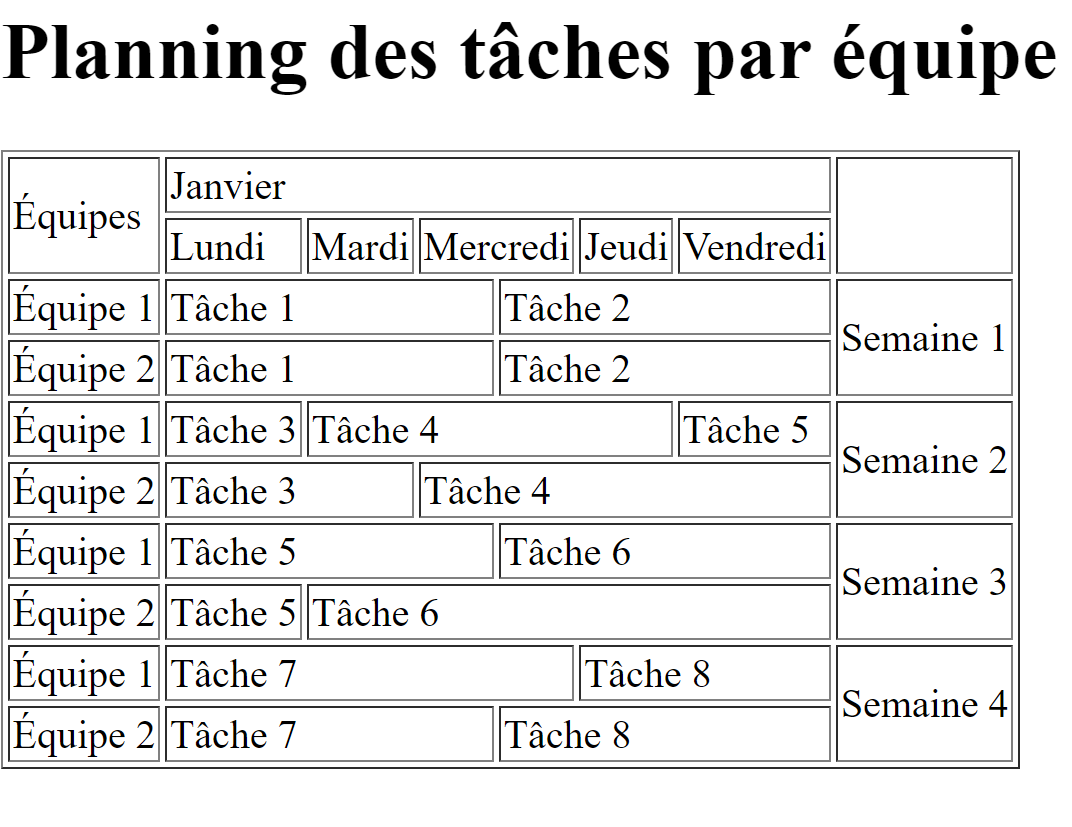 Planning des tâches par équipe
Équipes Janvier
Lundi Mardi Mercredi Jeudi Vendredi
Équipe 1 Tâche 1 Tâche 2 Semaine 1
Équipe 2 Tâche 1 Tâche 2
Équipe 1 Tâche 3 Tâche 4 Tâche 5 Semaine 2
Équipe 2 Tâche 3 Tâche 4
Équipe 1 Tâche 5 Tâche 6 Semaine 3
Équipe 2 Tâche 5 Tâche 6
Équipe 1 Tâche 7 Tâche 8 Semaine 4
Équipe 2 Tâche 7 Tâche 8